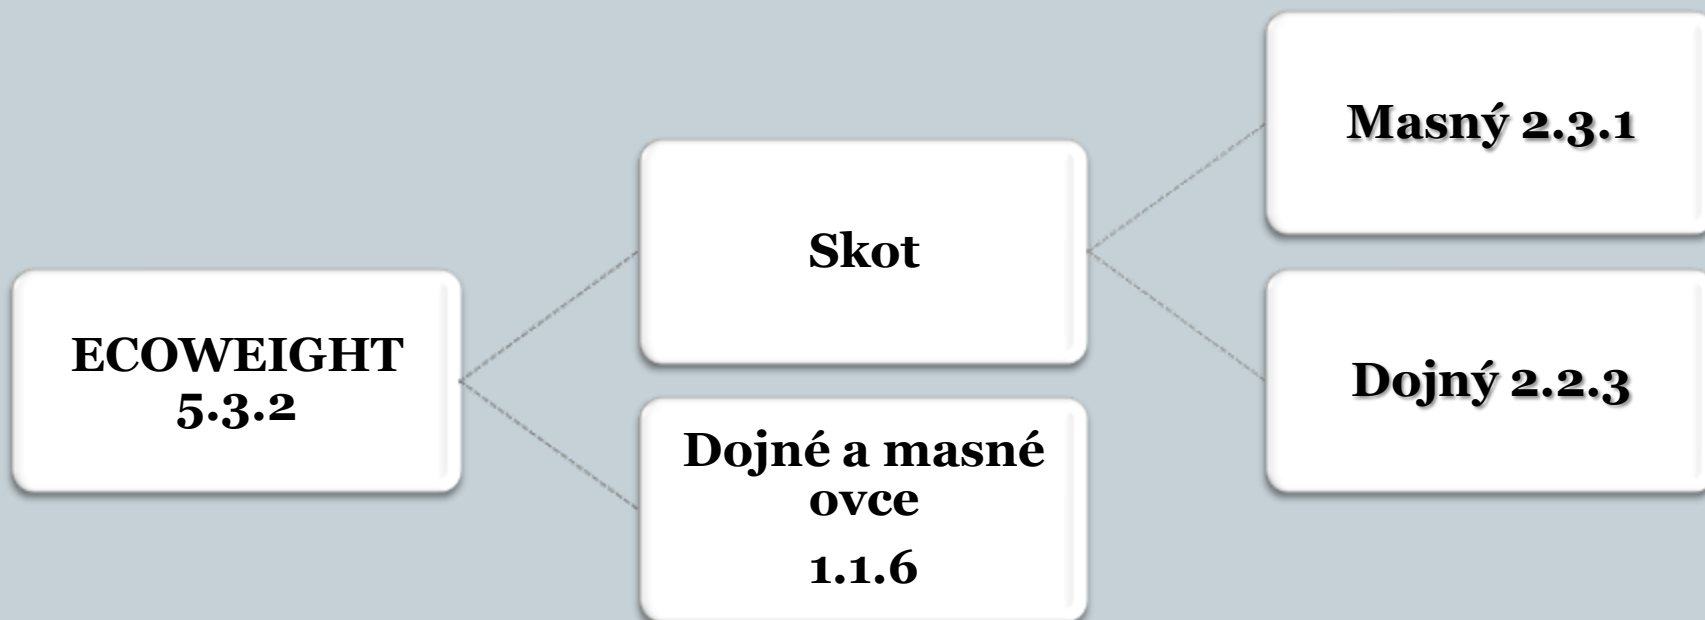 ECOWEIGHT
5.3.2
Skot
Dojné a masné
ovce
1.1.6
Masný 2.3.1
Dojný 2.2.3